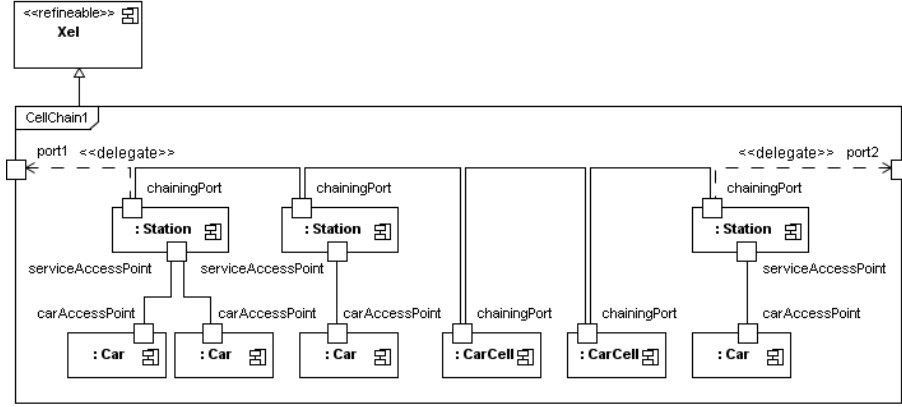 <<refineable>>
Xel
CellChain1
port1 <<delegate>> <<delegate>> port2
chainingPort chainingPort chainingPort
: Station : Station : Station
serviceAccessPoint serviceAccessPoint serviceAccessPoint
carAccessPoint carAccessPoint carAccessPoint chainingPort chainingPort carAccessPoint
: Car : Car : Car : CarCell : CarCell : Car